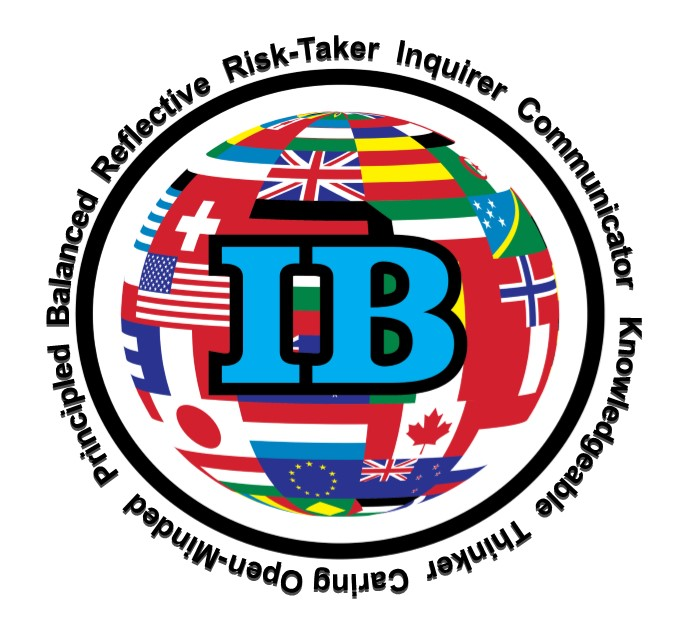 Risk-Taker Inquirer Communicator Knowledgeable Thinker Caring Open-Minded Principled Balanced Reflective
IB